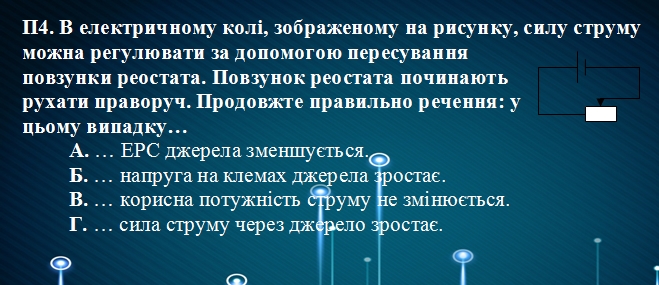 П4. В електричному колі, зображеному на рисунку, силу струму
можна регулювати за допомогою пересування
повзунки реостата. Повзунок реостата починають
рухати праворуч. Продовжте правильно речення: у
цьому випадку…
А. … ЕРС джерела зменшується.
Б. … напруга на клемах джерела зростає.
В. … корисна потужність струму не змінюється.
Г. … сила струму через джерело зростає.